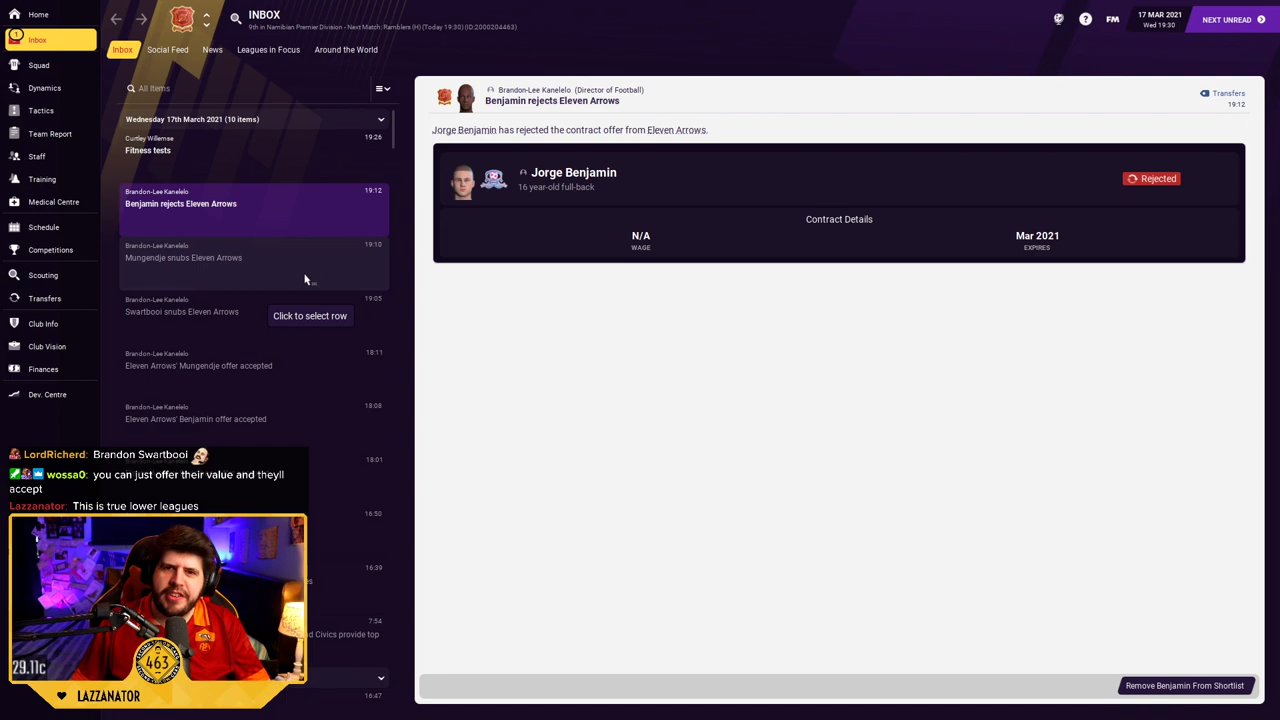 Home
1
Inbox
Squad
Dynamics
Tactics
Team Report
Staff
Training
Medical Centre
Schedule
Competitions
Scouting
Transfers
Club Info
Club Vision
Finances
Dev. Centre
INBOX
9th in Namibian Premier Division - Next Match: Ramblers (H) (Today 19:30) (ID:2000204463)
FM
17 MAR 2021
Wed 19:30
NEXT UNREAD
Inbox Social Feed News Leagues in Focus Around the World
All Items
Wednesday 17th March 2021 (10 items)
Curtley Willemse 19:26
Fitness tests
Brandon-Lee Kanelelo 19:12
Benjamin rejects Eleven Arrows
Brandon-Lee Kanelelo 19:10
Mungendje snubs Eleven Arrows
Brandon-Lee Kanelelo 19:05
Swartbooi snubs Eleven Arrows
Click to select row
Brandon-Lee Kanelelo 18:11
Eleven Arrows' Mungendje offer accepted
Brandon-Lee Kanelelo 18:08
Eleven Arrows' Benjamin offer accepted
18:01
16:50
16:39
7:54
d Civics provide top
16:47
Brandon-Lee Kanelelo (Director of Football)
Benjamin rejects Eleven Arrows
Transfers
19:12
Jorge Benjamin has rejected the contract offer from Eleven Arrows.
Jorge Benjamin
16 year-old full-back
Rejected
Contract Details
N/A Mar 2021
WAGE EXPIRES
Remove Benjamin From Shortlist
LordRicherd: Brandon Swartbooi
wossa0: you can just offer their value and theyll
accept
Lazzanator: This is true lower leagues
29.11c
463
LAZZANATOR